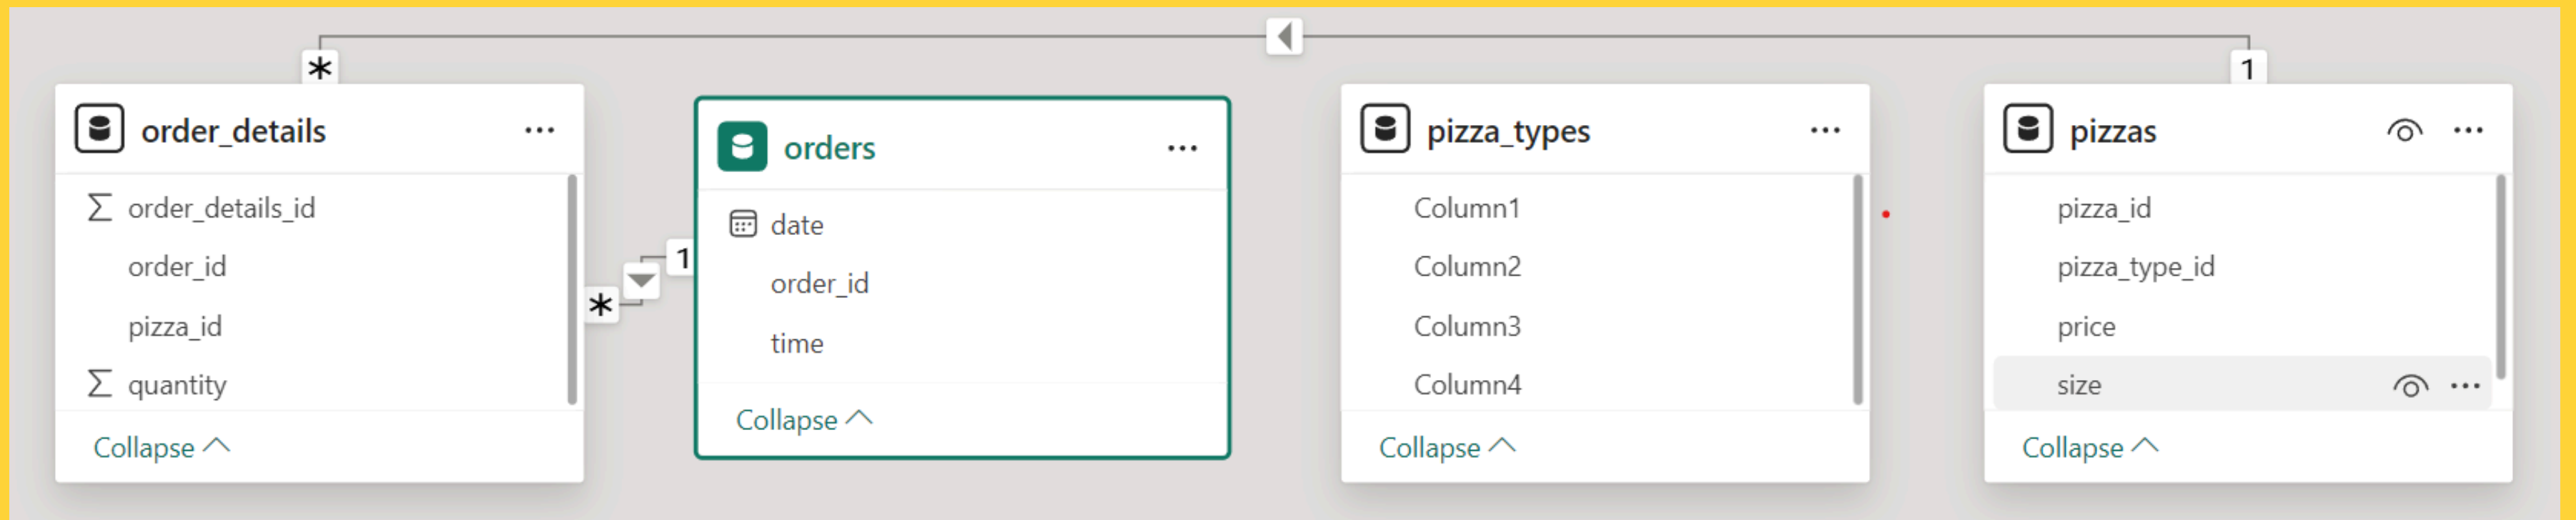 *
1
order_details
...
order_details_id
order_id
pizza_id
quantity
Collapse
*
1
orders
...
date
order_id
time
Collapse
pizza_types
...
Column1
Column2
Column3
Column4
Collapse
pizzas
...
pizza_id
pizza_type_id
price
size
...
Collapse